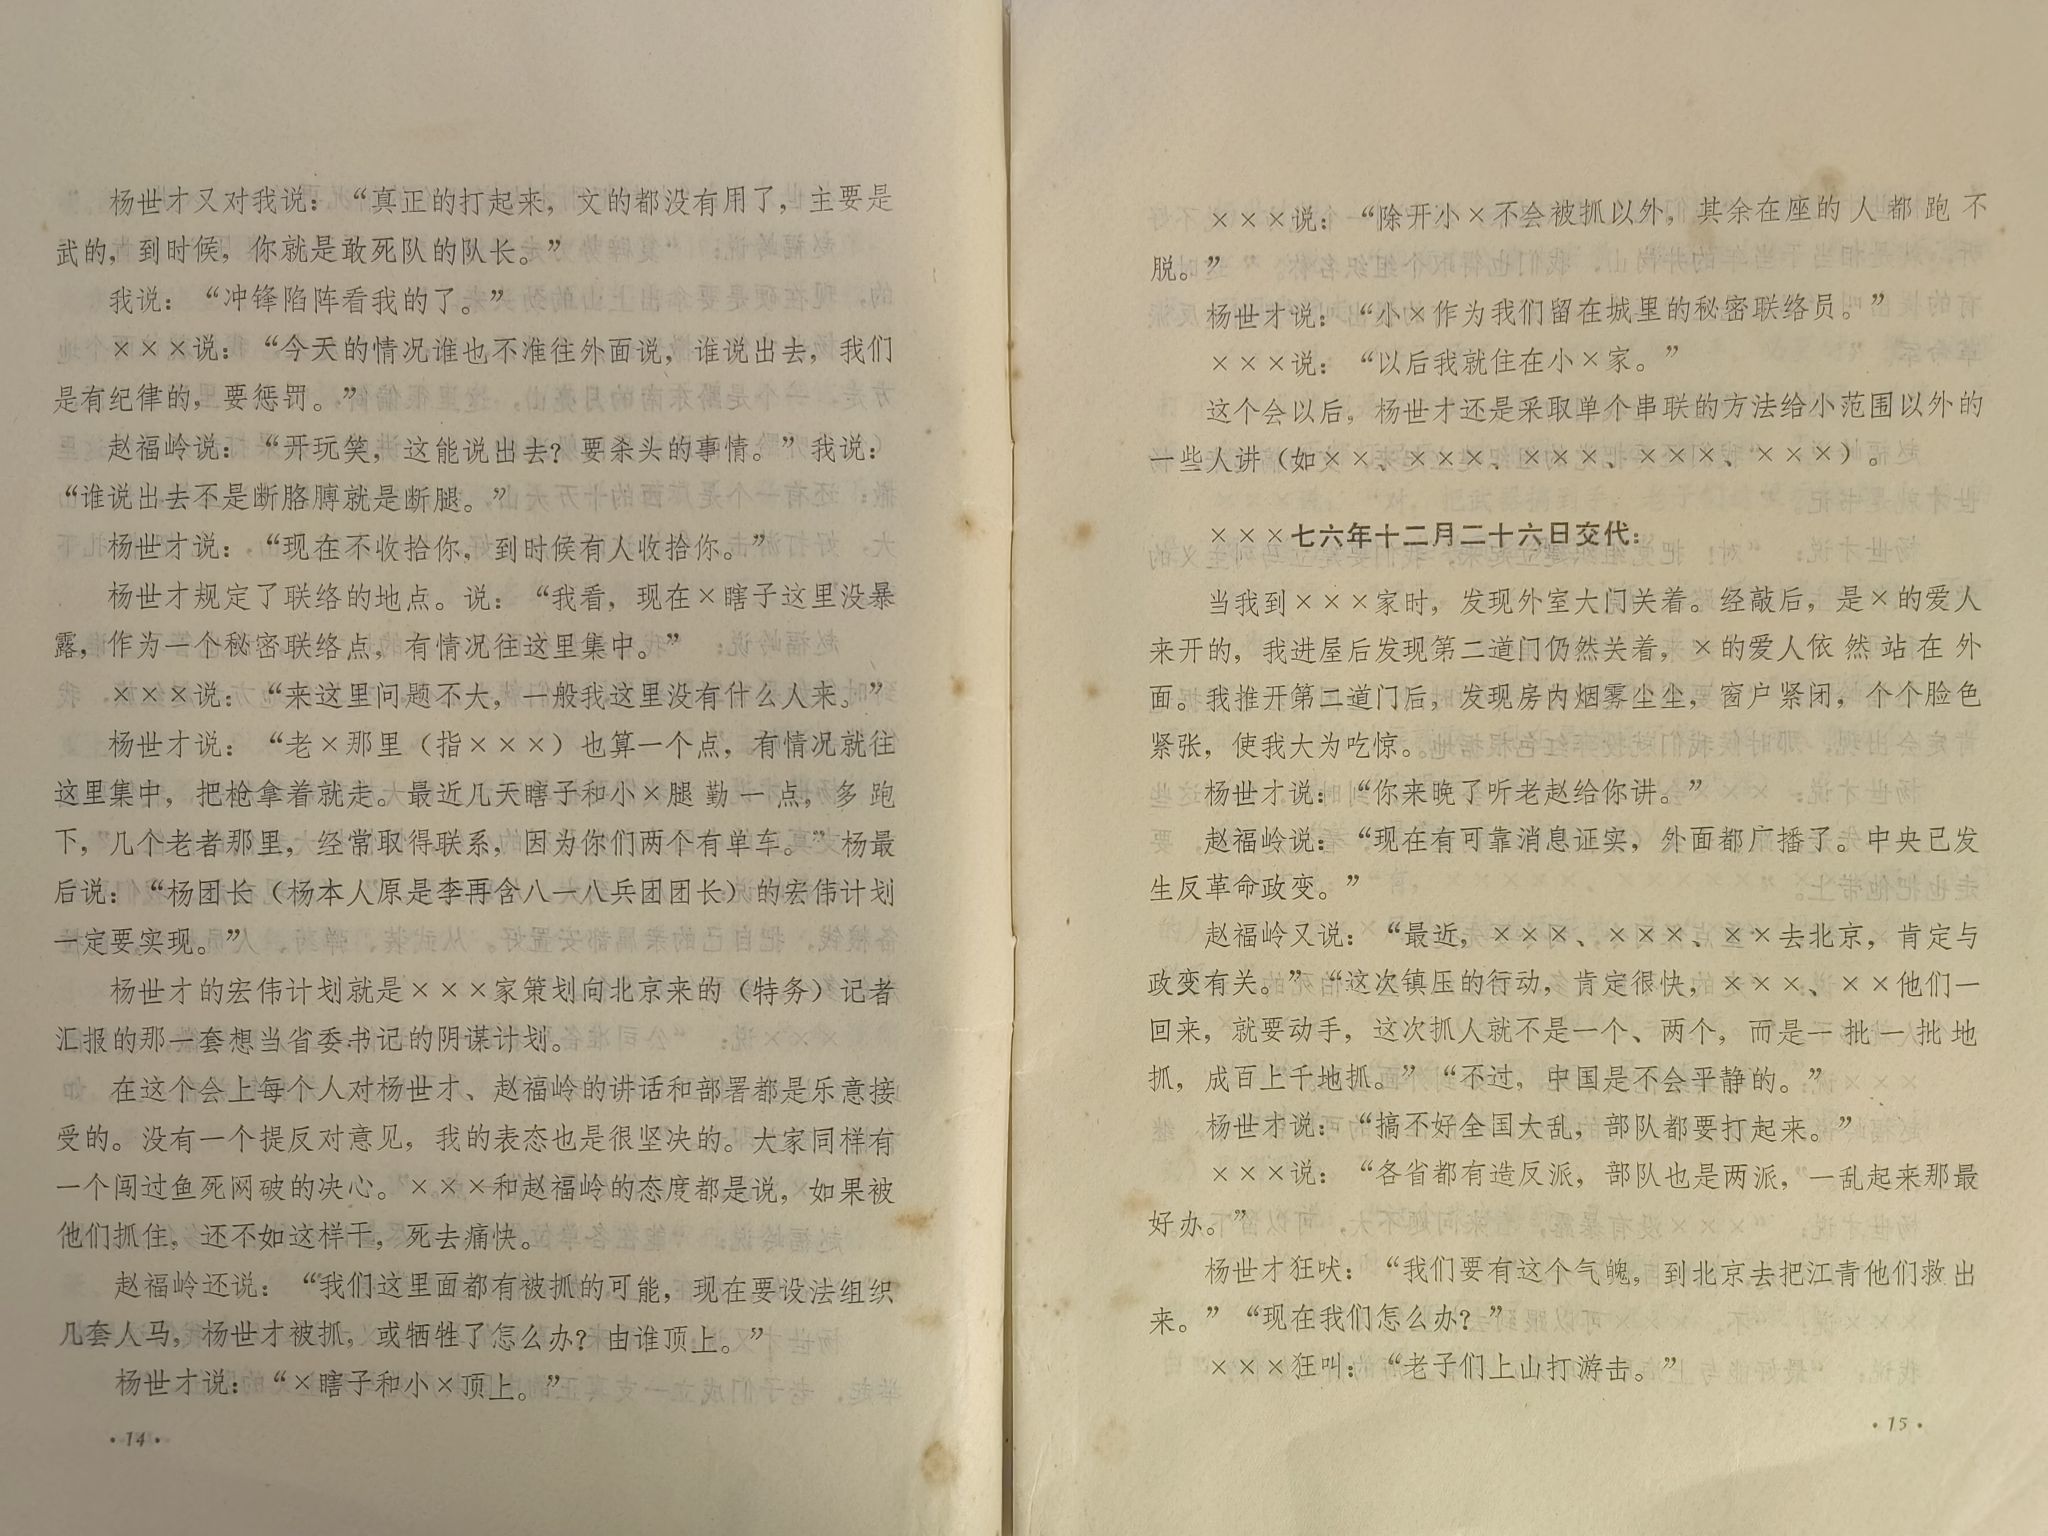 杨世才又对我说：“真正的打起来，文的都没有用了，主要是
武的，到时候，你就是敢死队的队长。”
我说：“冲锋陷阵看我的了。”
×××说：“今天的情况谁也不准往外面说，谁说出去，我们
是有纪律的，要惩罚。”
赵福岭说：“开玩笑，这能说出去？要杀头的事情。”我说：
“谁说出去不是断胳膊就是断腿。”
杨世才说：“现在不收拾你，到时候有人收拾你。”
杨世才规定了联络的地点。说：“我看，现在×瞎子这里没暴
露，作为一个秘密联络点，有情况往这里集中。”
×××说：“来这里问题不大，一般我这里没有什么人来。”
杨世才说：“老×那里（指×××）也算一个点，有情况就往
这里集中，把枪拿着就走。最近几天瞎子和小×腿勤一点，多跑
下，几个老者那里，经常取得联系，因为你们两个有单车。”杨最
后说：“杨团长（杨本人原是李再含八一八兵团团长）的宏伟计划
一定要实现。”
杨世才的宏伟计划就是×××家策划向北京来的（特务）记者
汇报的那一套想当省委书记的阴谋计划。
在这个会上每个人对杨世才、赵福岭的讲话和部署都是乐意接
受的。没有一个提反对意见，我的表态也是很坚决的。大家同样有
一个闯过鱼死网破的决心。”×××和赵福岭的态度都是说，如果被
他们抓住，还不如这样干，死去痛快。
赵福岭还说：“我们这里面都有被抓的可能，现在要设法组织
几套人马，杨世才被抓，或牺牲了怎么办？由谁顶上。”
杨世才说：“×瞎子和小×顶上。”
·14·
×××说：“除开小×不会被抓以外，其余在座的人都跑不
脱。”
杨世才说：“小×作为我们留在城里的秘密联络员。”
×××说：“以后我就住在小×家。”
这个会以后，杨世才还是采取单个串联的方法给小范围以外的
一些人讲（如××、×××、×××、×××、×××）。
×××七六年十二月二十六日交代：
当我到×××家时，发现外室大门关着。经敲后，是×的爱人
来开的，我进屋后发现第二道门仍然关着，×的爱人依然站在外
面。我推开第二道门后，发现房内烟雾尘尘，窗户紧闭，个个脸色
紧张，使我大为吃惊。
杨世才说：“你来晚了听老赵给你讲。”
赵福岭说：“现在有可靠消息证实，外面都广播了。中央已发
生反革命政变。”
赵福岭又说：“最近，×××、×××、××去北京，肯定与
政变有关。”“这次镇压的行动，肯定很快，×××、××他们一
回来，就要动手，这次抓人就不是一个、两个，而是一批一批地
抓，成百上千地抓。”“不过，中国是不会平静的。”
杨世才说：“搞不好全国大乱，部队都要打起来。”
×××说：“各省都有造反派，部队也是两派，一乱起来那最
好办。”
杨世才狂吠：“我们要有这个气魄，到北京去把江青他们救出
来。”“现在我们怎么办？”
×××狂叫：“老子们上山打游击。”
·15·